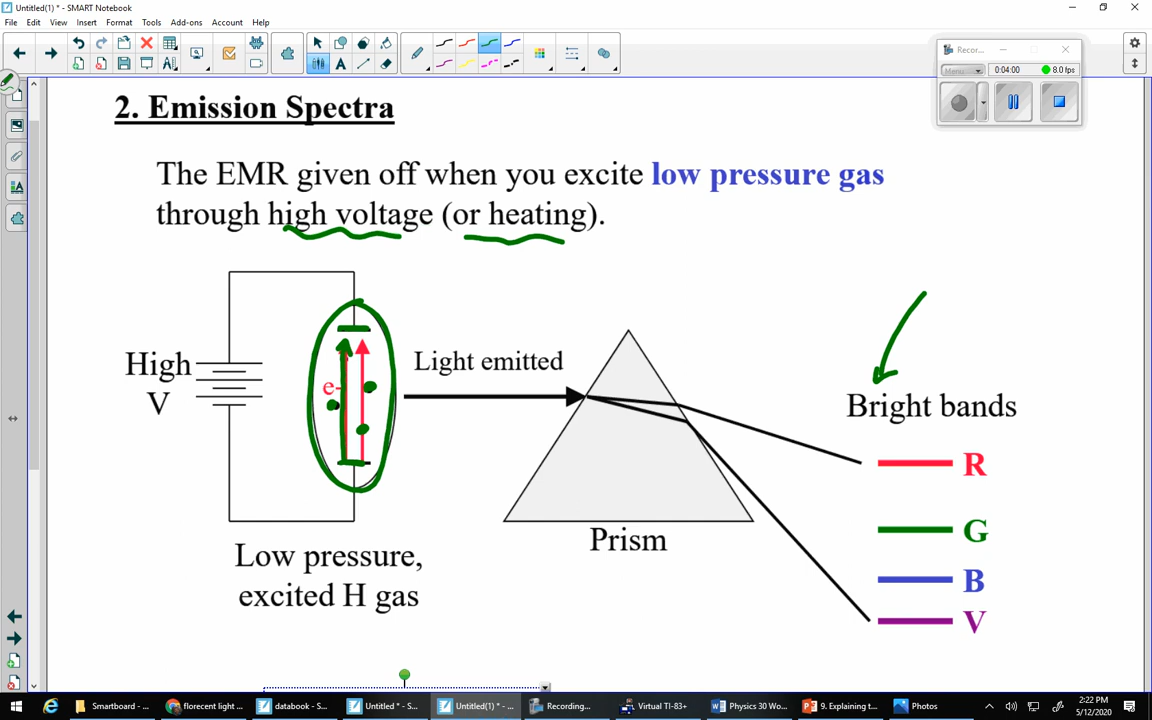 Untitled(1) * - SMART Notebook
File Edit View Insert Format Tools Add-ons Account Help
Recor...
Menu
0:04:00 8.0 fps
2. Emission Spectra
The EMR given off when you excite low pressure gas
through high voltage (or heating).
High
V
e-
Light emitted
Bright bands
R
G
B
V
Prism
Low pressure,
excited H gas
Smartboard - ... florecent light ... databook - S... Untitled * - S... Untitled(1) * - ... Recording... Virtual TI-83+ Physics 30 Wo... 9. Explaining t... Photos
2:22 PM
5/12/2020